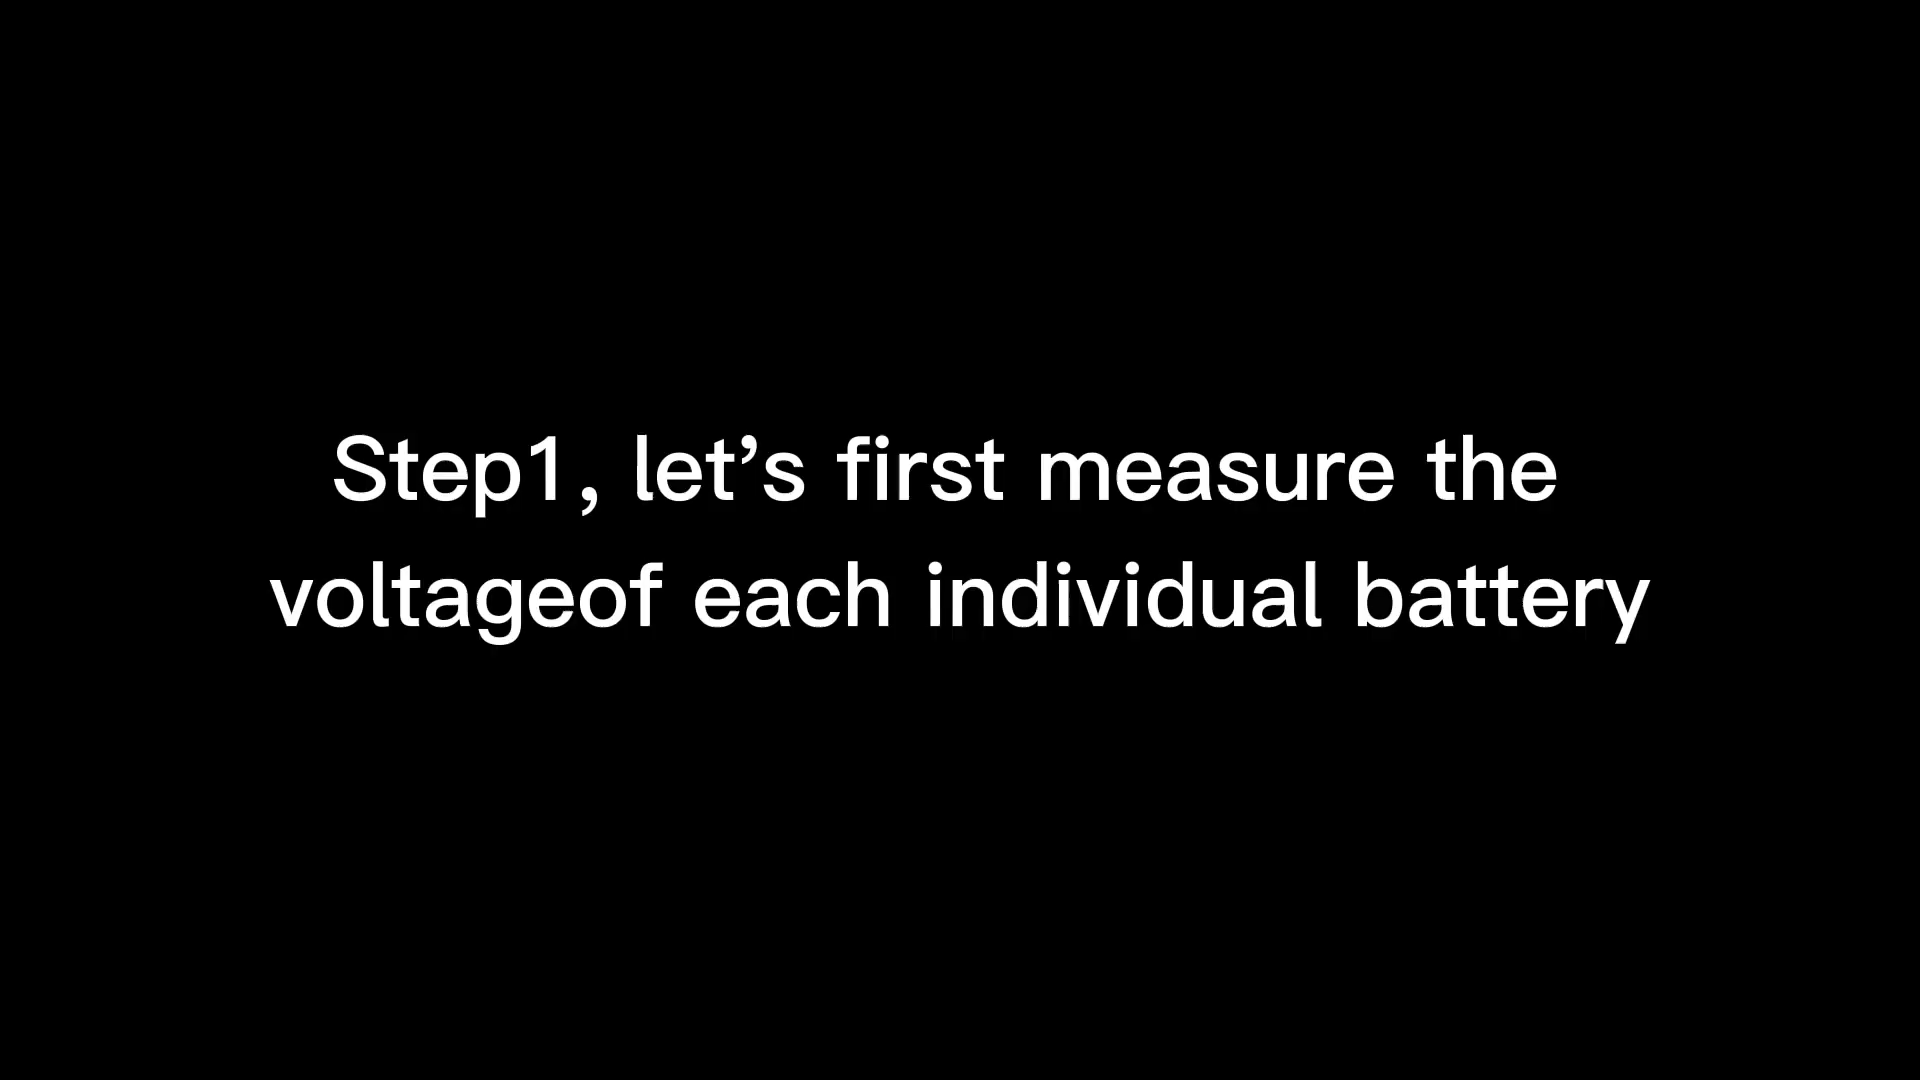 Step1, let’s first measure the
voltageof each individual battery